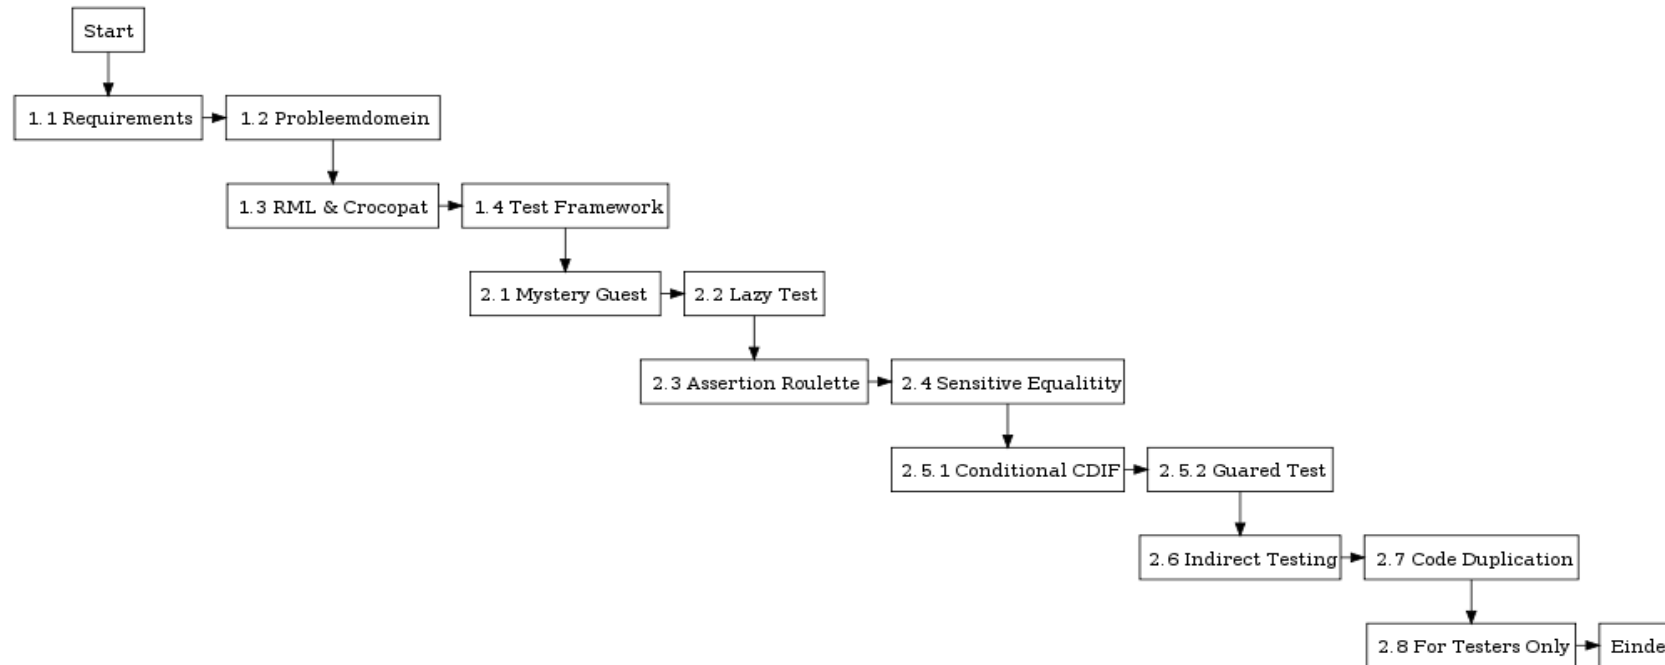 Start
1.1 Requirements
1.2 Probleemdomein
1.3 RML & Crocopat
1.4 Test Framework
2.1 Mystery Guest
2.2 Lazy Test
2.3 Assertion Roulette
2.4 Sensitive Equalitity
2.5.1 Conditional CDIF
2.5.2 Guared Test
2.6 Indirect Testing
2.7 Code Duplication
2.8 For Testers Only
Einde